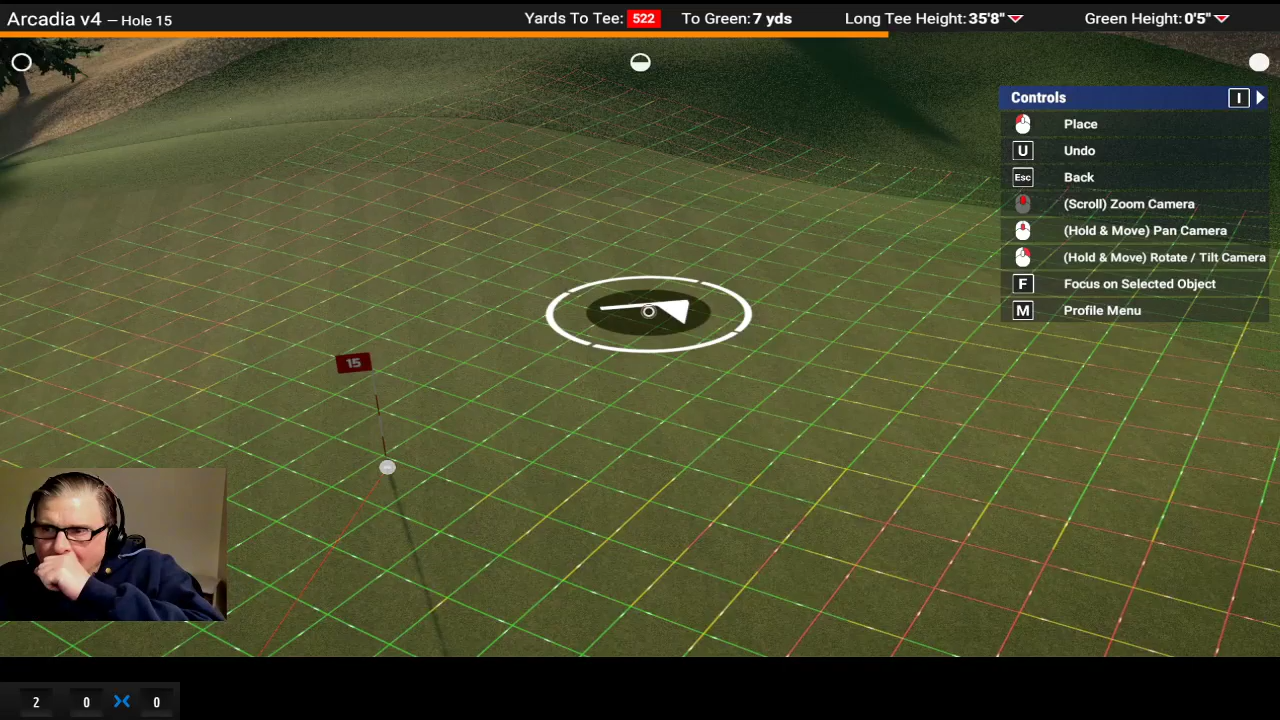 Arcadia v4 – Hole 15
Yards To Tee: 522 To Green: 7 yds Long Tee Height: 35'8" Green Height: 0'5"
Controls I
Place
U Undo
Esc Back
(Scroll) Zoom Camera
(Hold & Move) Pan Camera
(Hold & Move) Rotate / Tilt Camera
F Focus on Selected Object
M Profile Menu
15
2 0 0